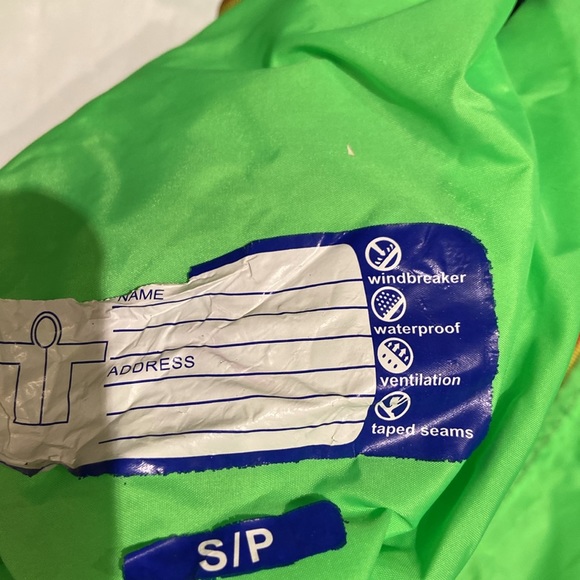 NAME
ADDRESS
windbreaker
waterproof
ventilation
taped seams
S/P